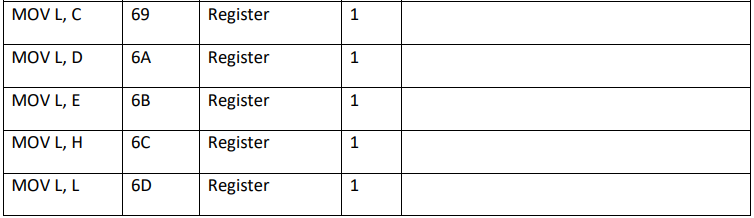 MOV L, C 69 Register 1
MOV L, D 6A Register 1
MOV L, E 6B Register 1
MOV L, H 6C Register 1
MOV L, L 6D Register 1